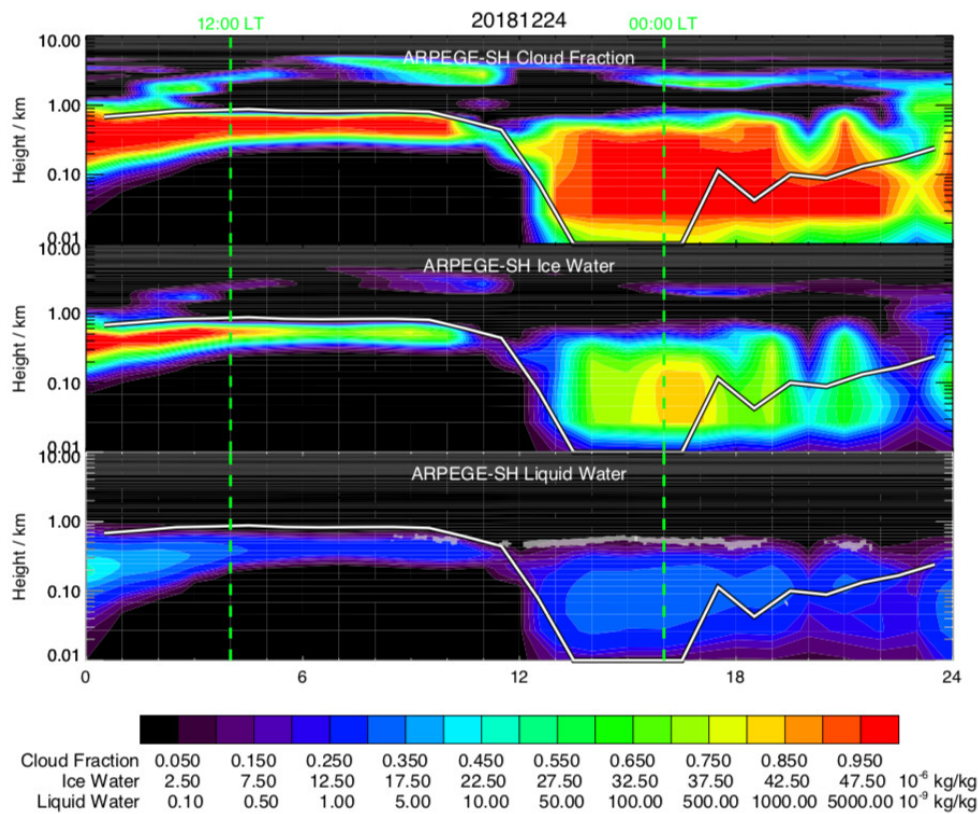 12:00 LT 20181224 00:00 LT
10.00
ARPEGE-SH Cloud Fraction
1.00
Height / km
0.10
0.01
10.00
ARPEGE-SH Ice Water
1.00
Height / km
0.10
0.01
10.00
ARPEGE-SH Liquid Water
1.00
Height / km
0.10
0.01
0 6 12 18 24
Cloud Fraction 0.050 0.150 0.250 0.350 0.450 0.550 0.650 0.750 0.850 0.950
Ice Water 2.50 7.50 12.50 17.50 22.50 27.50 32.50 37.50 42.50 47.50 10⁻⁶ kg/kg
Liquid Water 0.10 0.50 1.00 5.00 10.00 50.00 100.00 500.00 1000.00 5000.00 10⁻⁹ kg/kg